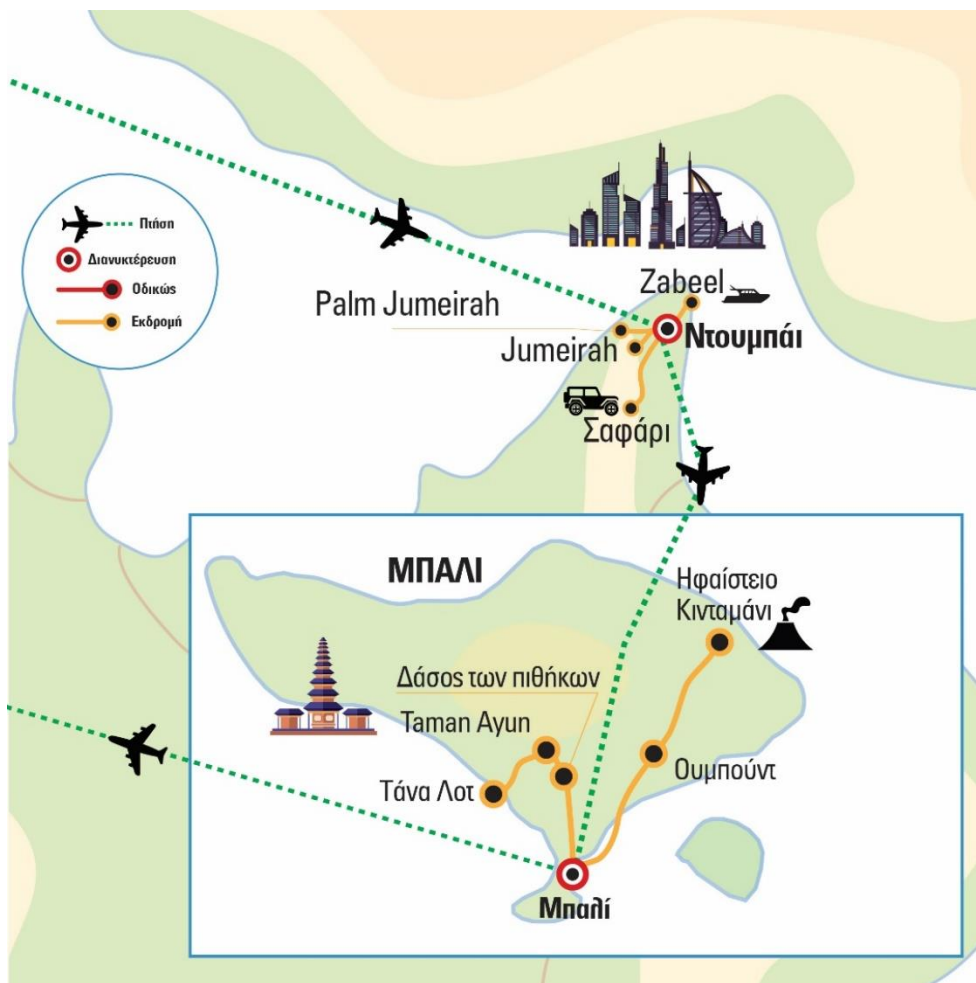 Πτήση
Διανυκτέρευση
Οδικώς
Εκδρομή
Zabeel
Palm Jumeirah
Ντουμπάι
Jumeirah
Σαφάρι
ΜΠΑΛΙ
Ηφαίστειο
Κινταμάνι
Δάσος των πιθήκων
Taman Ayun
Ουμπούντ
Τάνα Λοτ
Μπαλί